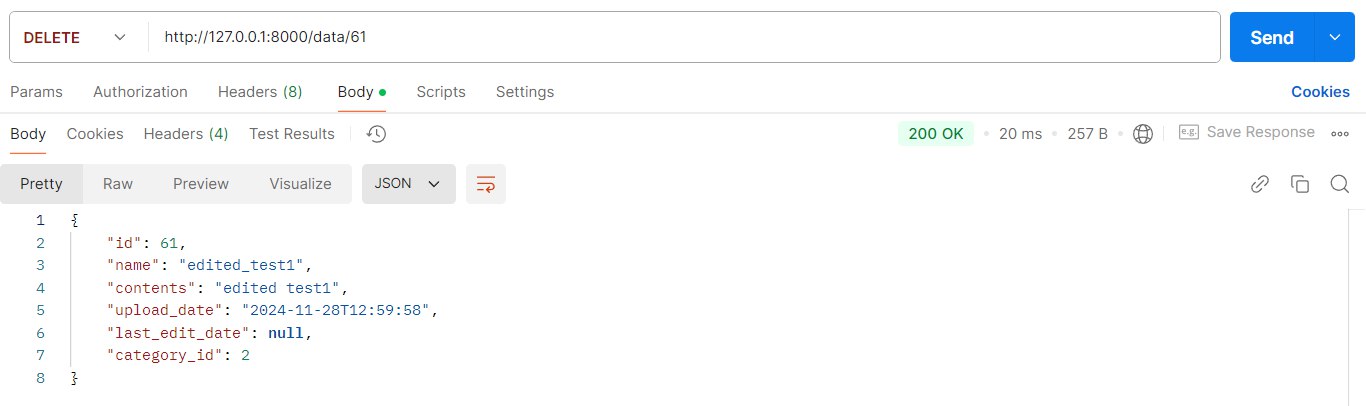 DELETE http://127.0.0.1:8000/data/61 Send
Params Authorization Headers (8) Body Scripts Settings Cookies
Body Cookies Headers (4) Test Results 200 OK 20 ms 257 B e.g. Save Response
Pretty Raw Preview Visualize JSON
1 {
2 "id": 61,
3 "name": "edited_test1",
4 "contents": "edited test1",
5 "upload_date": "2024-11-28T12:59:58",
6 "last_edit_date": null,
7 "category_id": 2
8 }